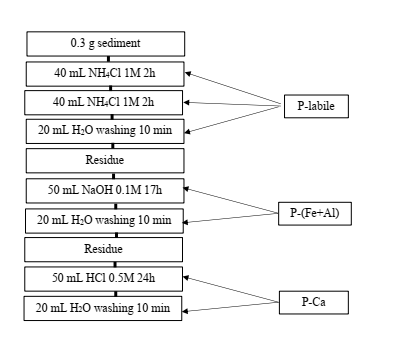 0.3 g sediment
40 mL NH₄Cl 1M 2h
40 mL NH₄Cl 1M 2h
P-labile
20 mL H₂O washing 10 min
Residue
50 mL NaOH 0.1M 17h
P-(Fe+Al)
20 mL H₂O washing 10 min
Residue
50 mL HCl 0.5M 24h
P-Ca
20 mL H₂O washing 10 min